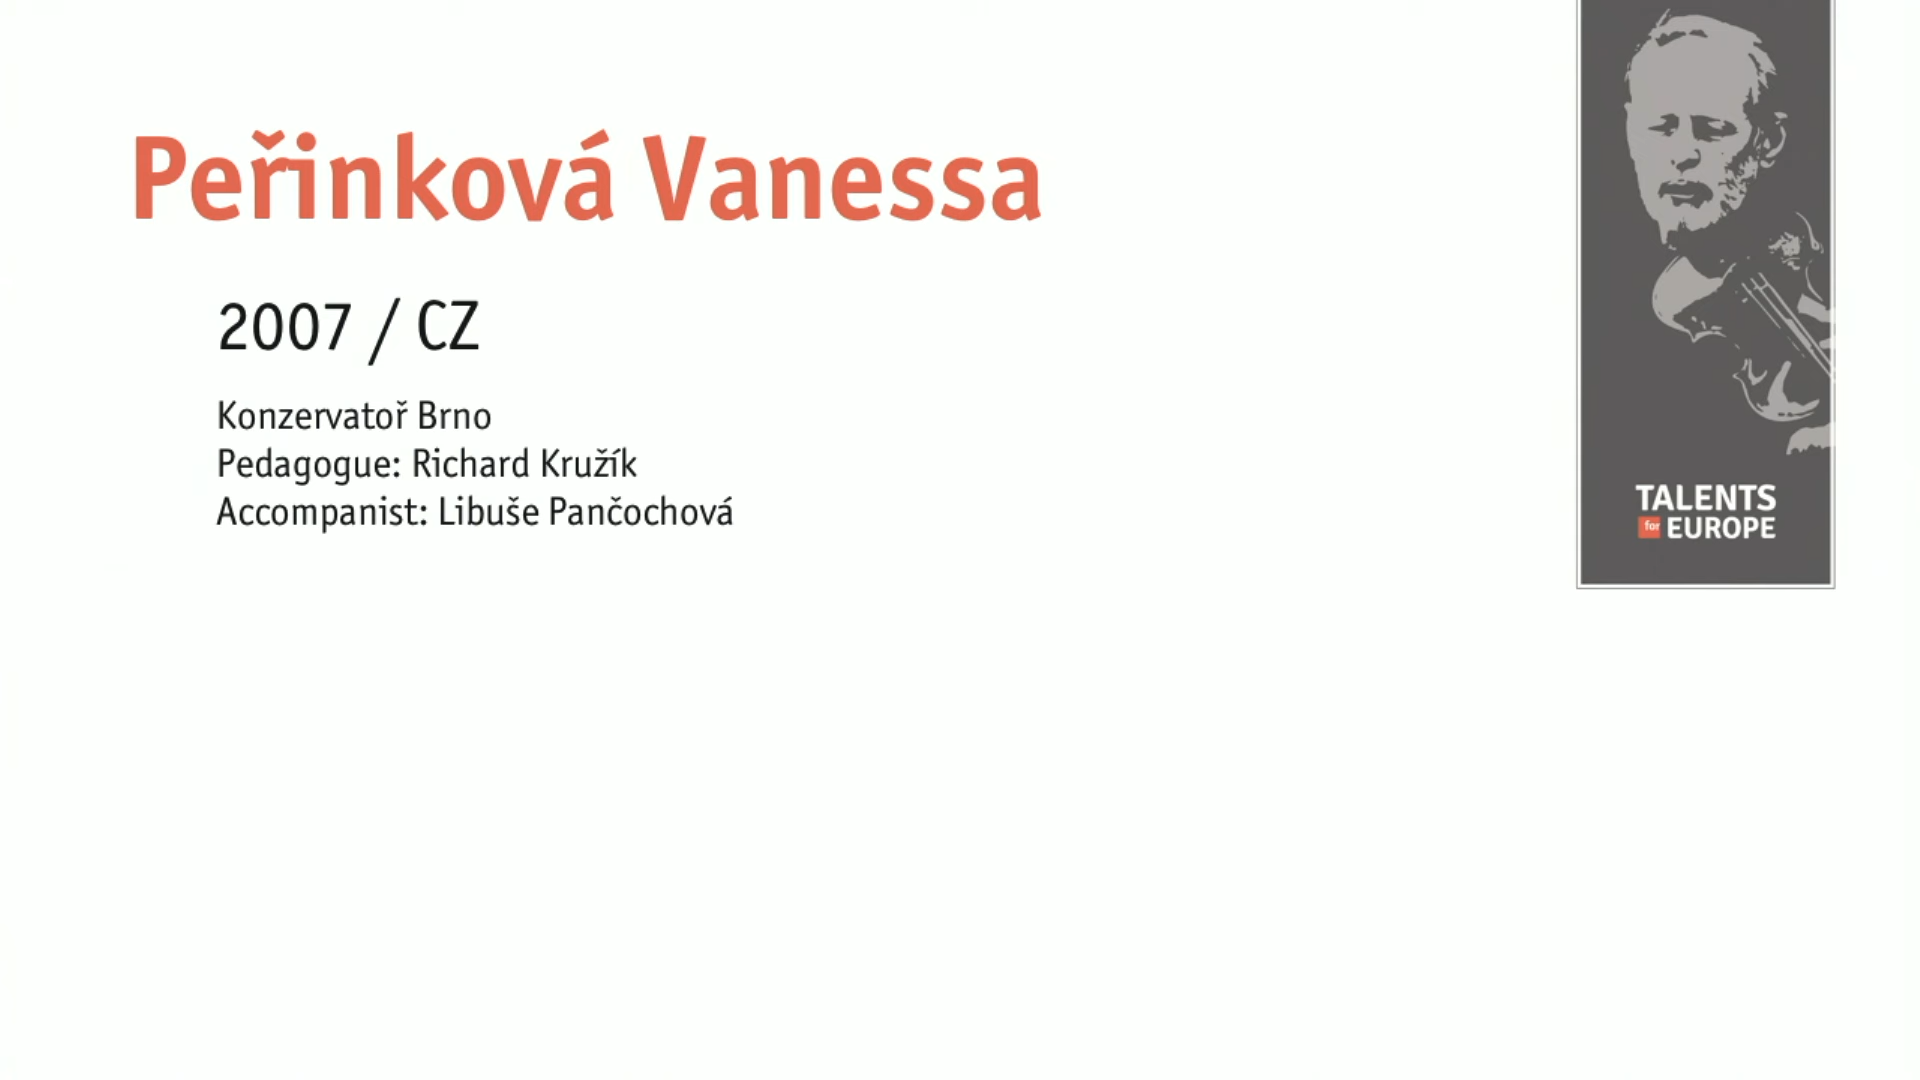 Peřinková Vanessa
2007 / CZ
Konzervatoř Brno
Pedagogue: Richard Kružík
Accompanist: Libuše Pančochová
TALENTS
for EUROPE